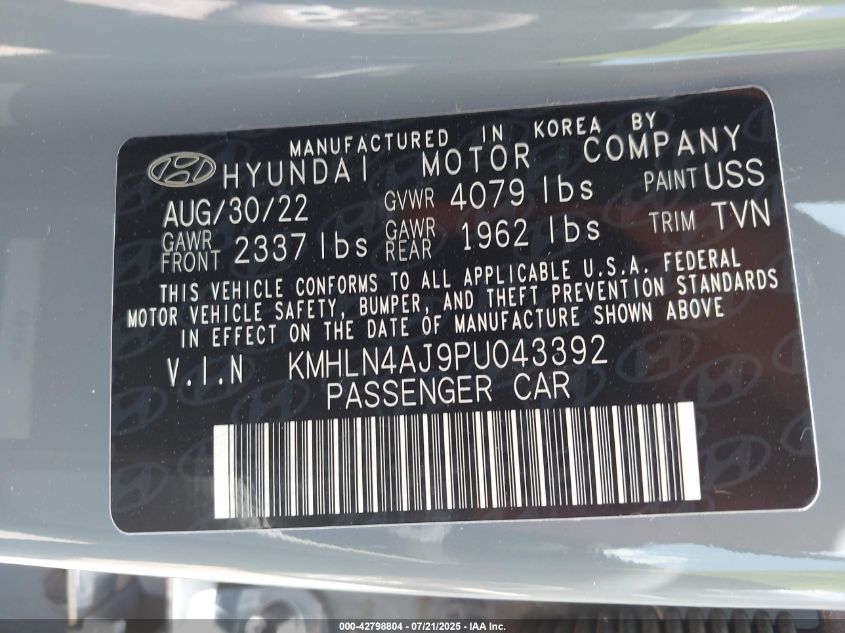 MANUFACTURED IN KOREA BY
HYUNDAI MOTOR COMPANY
AUG/30/22 GVWR 4079 lbs PAINT USS
GAWR FRONT 2337 lbs GAWR REAR 1962 lbs TRIM TVN
THIS VEHICLE CONFORMS TO ALL APPLICABLE U.S.A. FEDERAL
MOTOR VEHICLE SAFETY, BUMPER, AND THEFT PREVENTION STANDARDS
IN EFFECT ON THE DATE OF MANUFACTURE SHOWN ABOVE
V.I.N KMHLN4AJ9PU043392
PASSENGER CAR
000-42798804 - 07/21/2025 - IAA Inc.